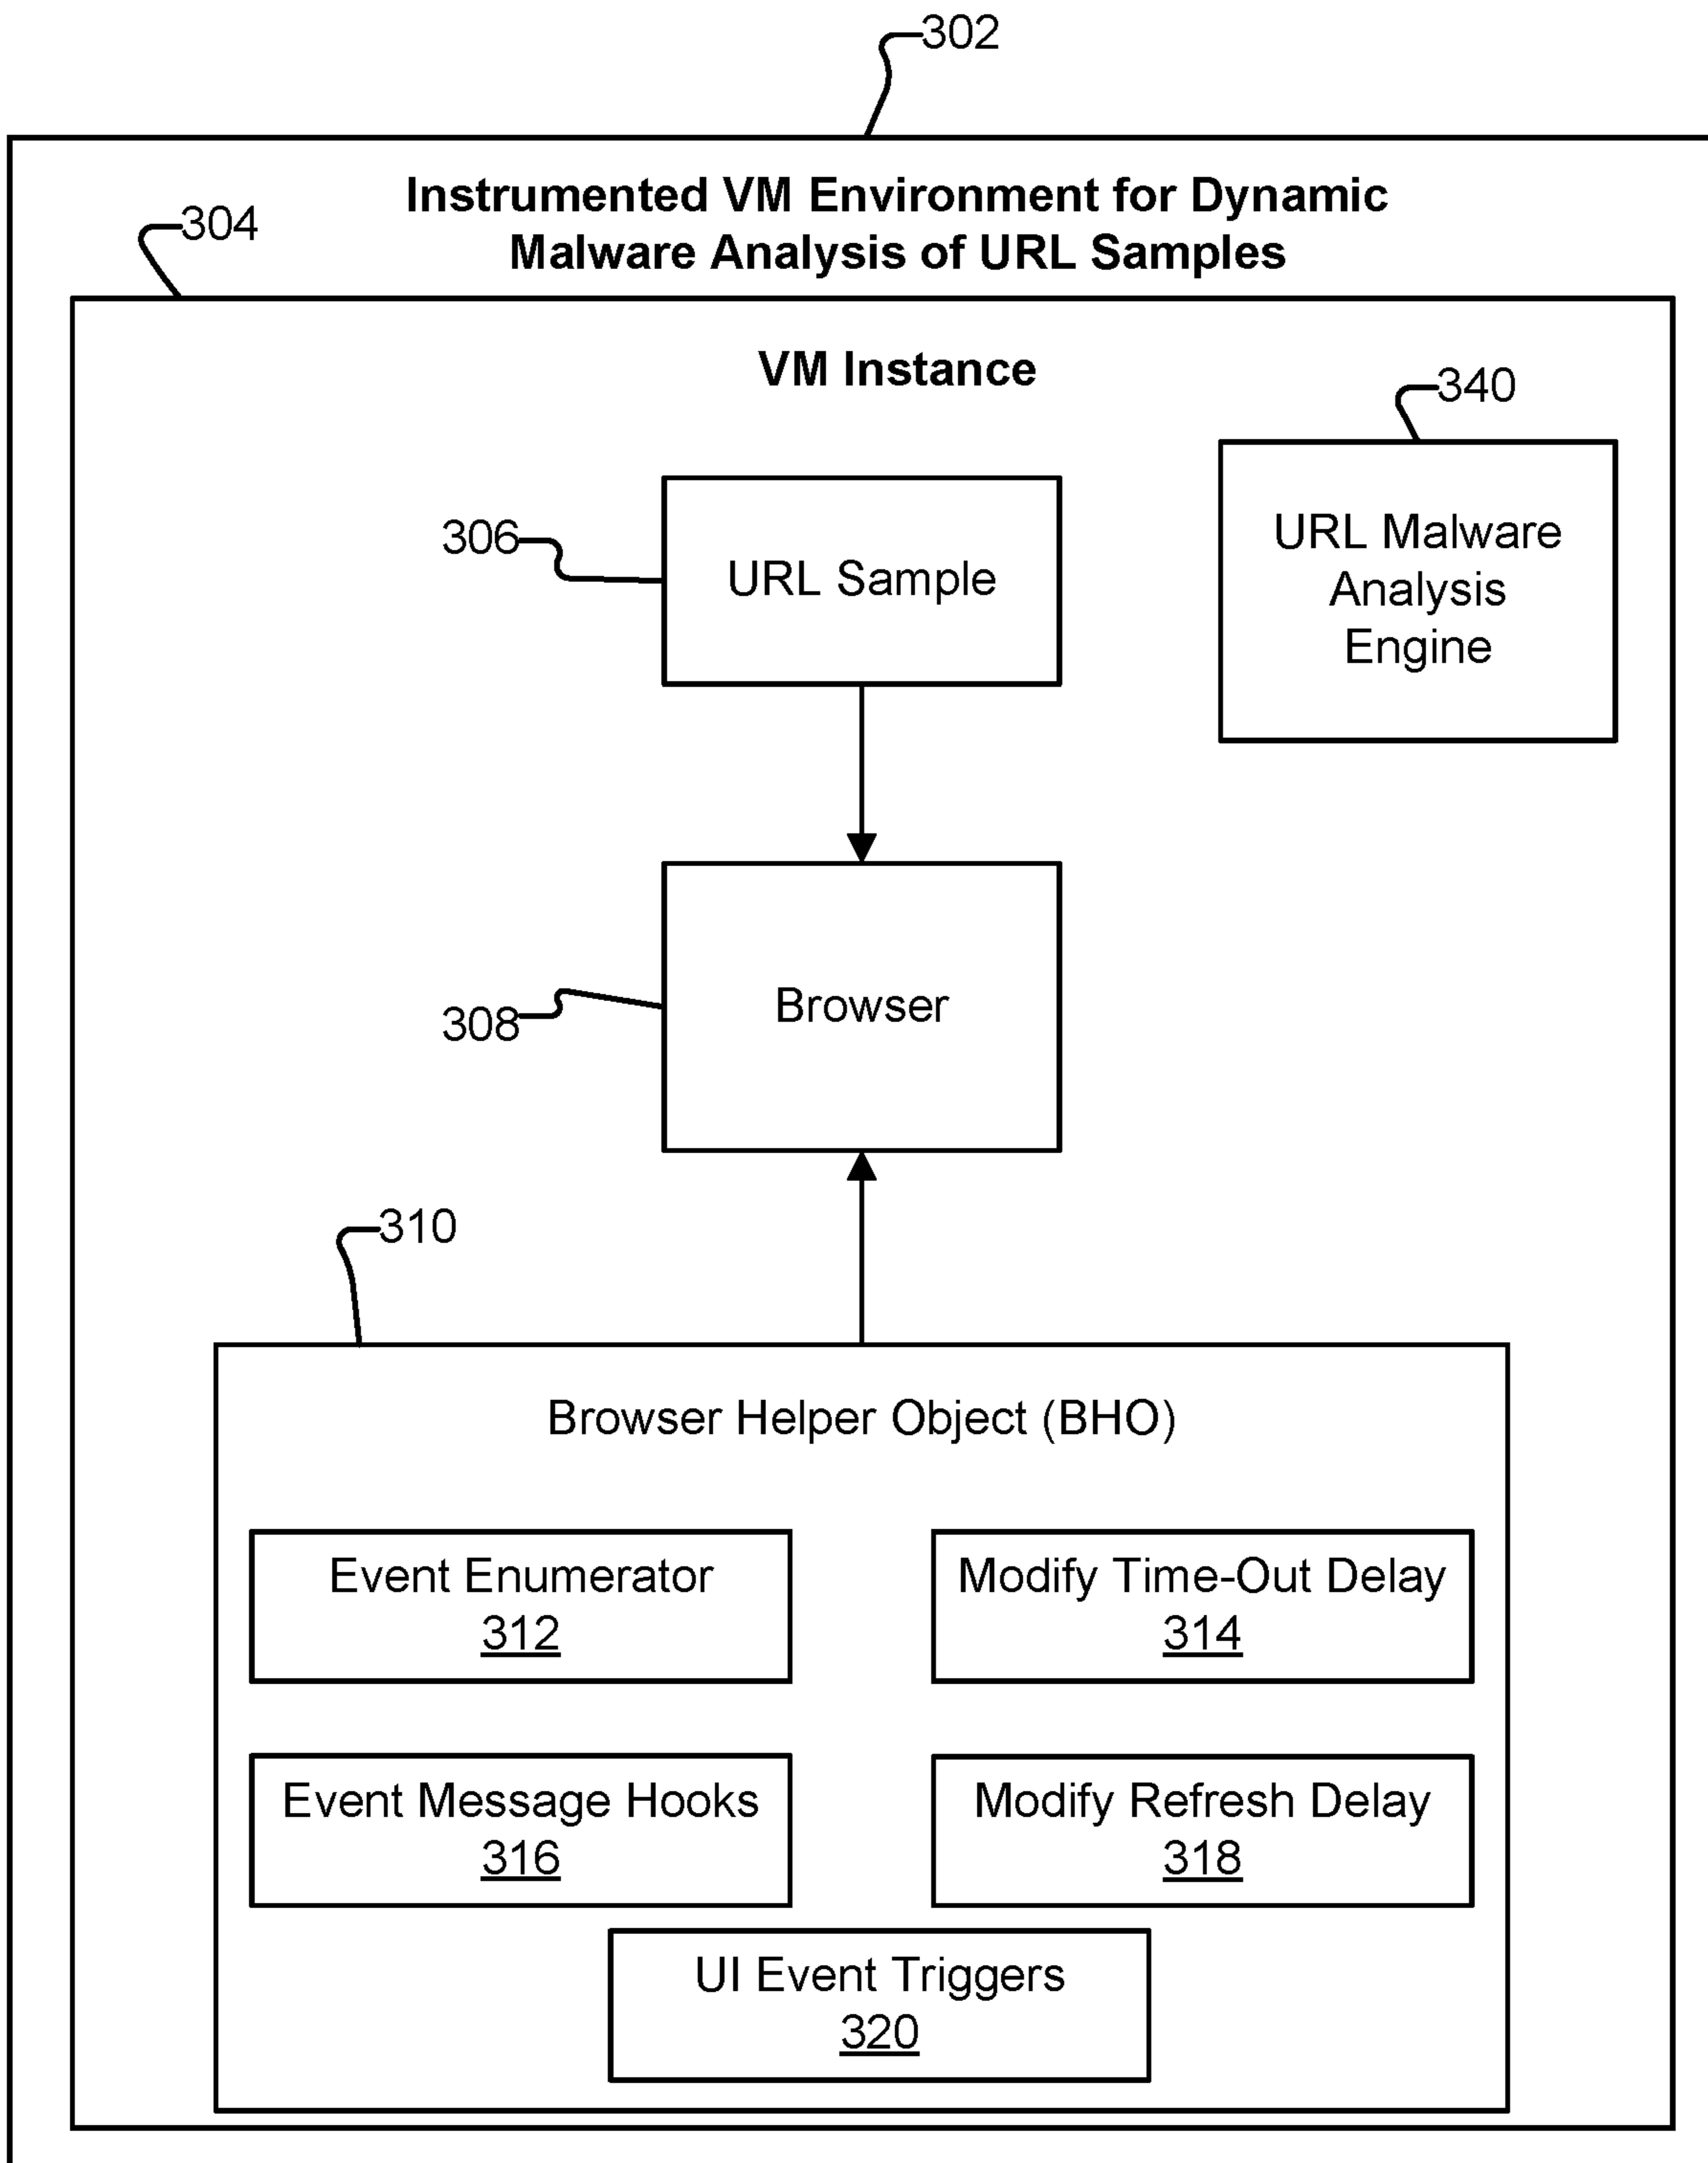 302
Instrumented VM Environment for Dynamic
Malware Analysis of URL Samples
304
VM Instance
340
URL Malware
Analysis
Engine
306
URL Sample
308
Browser
310
Browser Helper Object (BHO)
Event Enumerator
312
Modify Time-Out Delay
314
Event Message Hooks
316
Modify Refresh Delay
318
UI Event Triggers
320